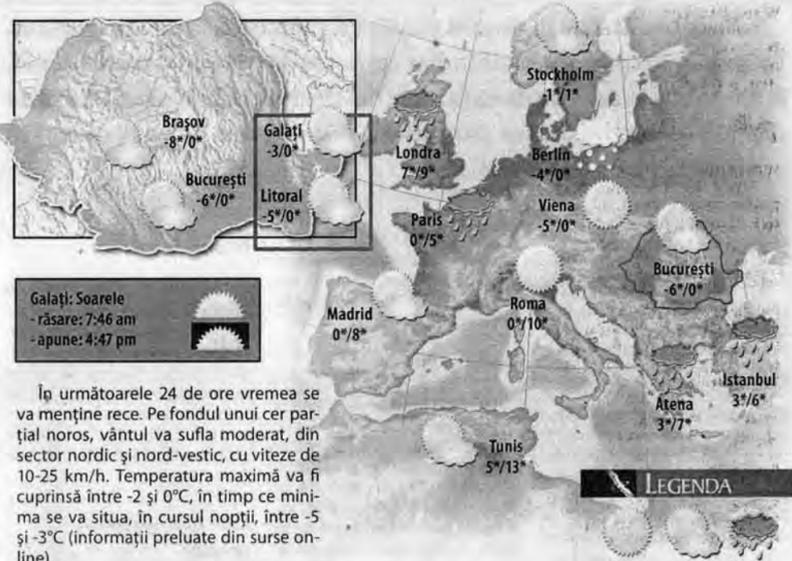 Brașov
-8*/0*
București
-6*/0*
Galați
-3/0*
Litoral
-5*/0*
Stockholm
-1*/1*
Londra
7*/9*
Berlin
-4*/0*
Paris
0*/5*
Viena
-5*/0*
București
-6*/0*
Madrid
0*/8*
Roma
0*/10*
Istanbul
3*/6*
Atena
3*/7*
Tunis
5*/13*
Galați: Soarele
- răsare: 7:46 am
- apune: 4:47 pm
În următoarele 24 de ore vremea se
va menține rece. Pe fondul unui cer par-
țial noros, vântul va sufla moderat, din
sector nordic și nord-vestic, cu viteze de
10-25 km/h. Temperatura maximă va fi
cuprinsă între -2 și 0°C, în timp ce mini-
ma se va situa, în cursul nopții, între -5
și -3°C (informații preluate din surse on-
line).
LEGENDA